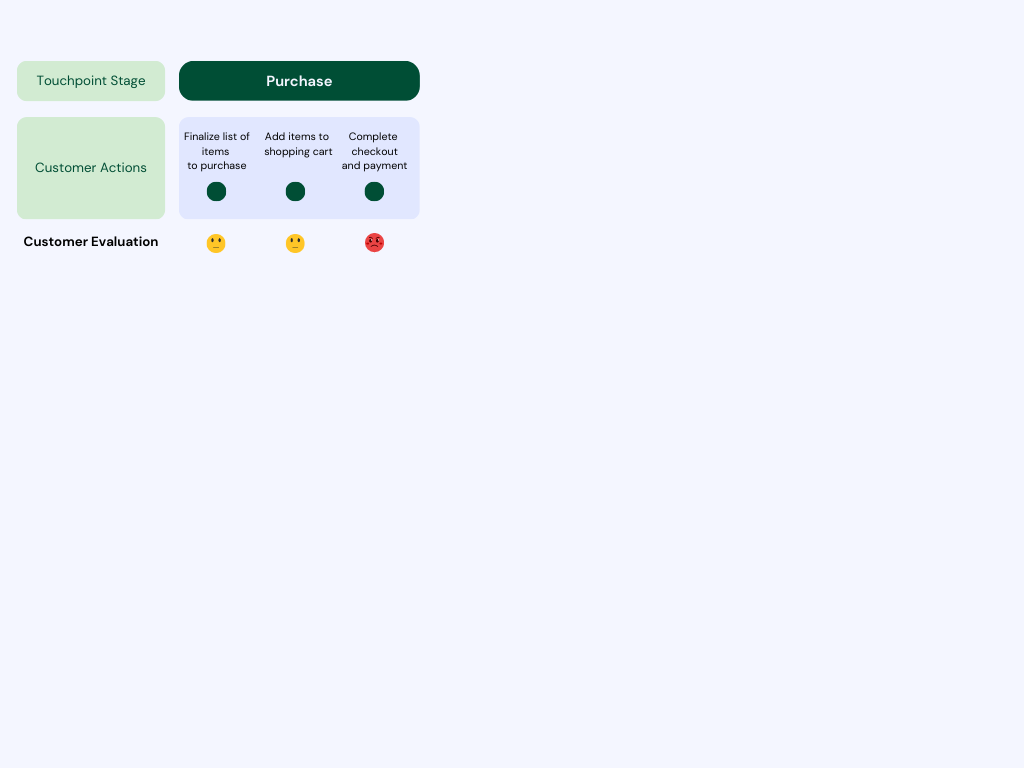 Touchpoint Stage
Purchase
Customer Actions
Finalize list of
items
to purchase
Add items to
shopping cart
Complete
checkout
and payment
Customer Evaluation